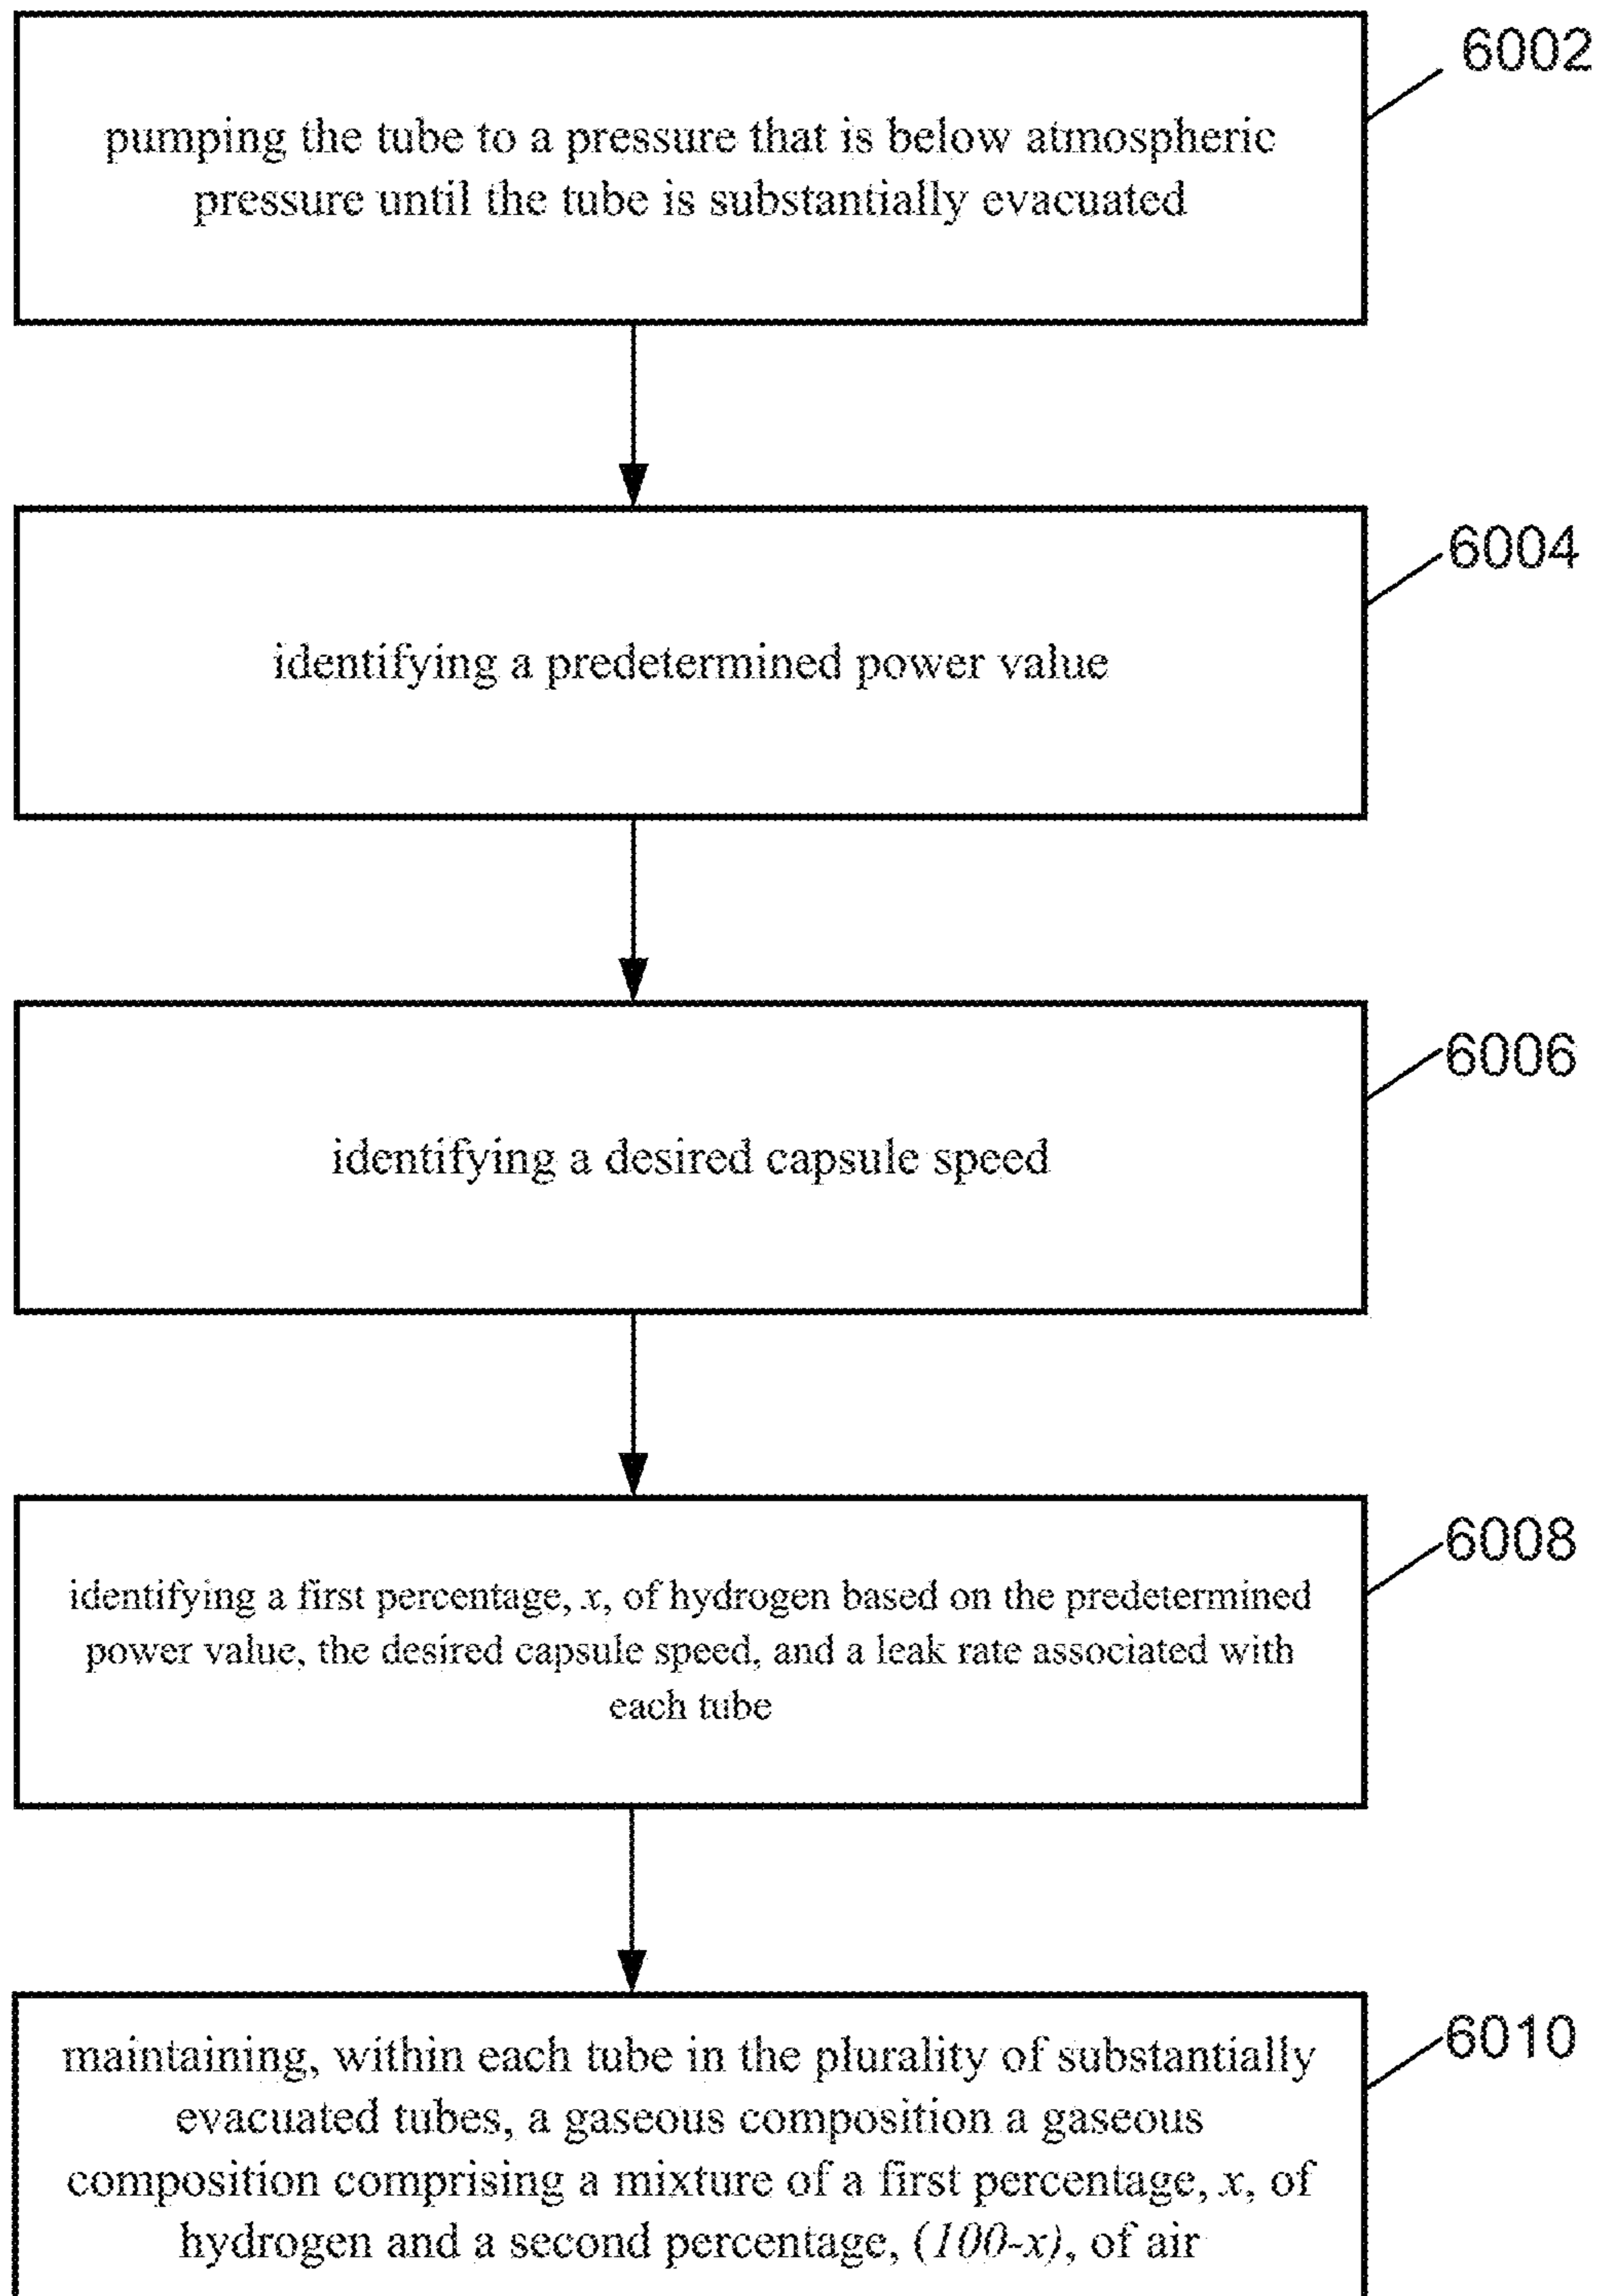 6002
pumping the tube to a pressure that is below atmospheric
pressure until the tube is substantially evacuated
6004
identifying a predetermined power value
6006
identifying a desired capsule speed
6008
identifying a first percentage, x, of hydrogen based on the predetermined
power value, the desired capsule speed, and a leak rate associated with
each tube
6010
maintaining, within each tube in the plurality of substantially
evacuated tubes, a gaseous composition a gaseous
composition comprising a mixture of a first percentage, x, of
hydrogen and a second percentage, (100-x), of air